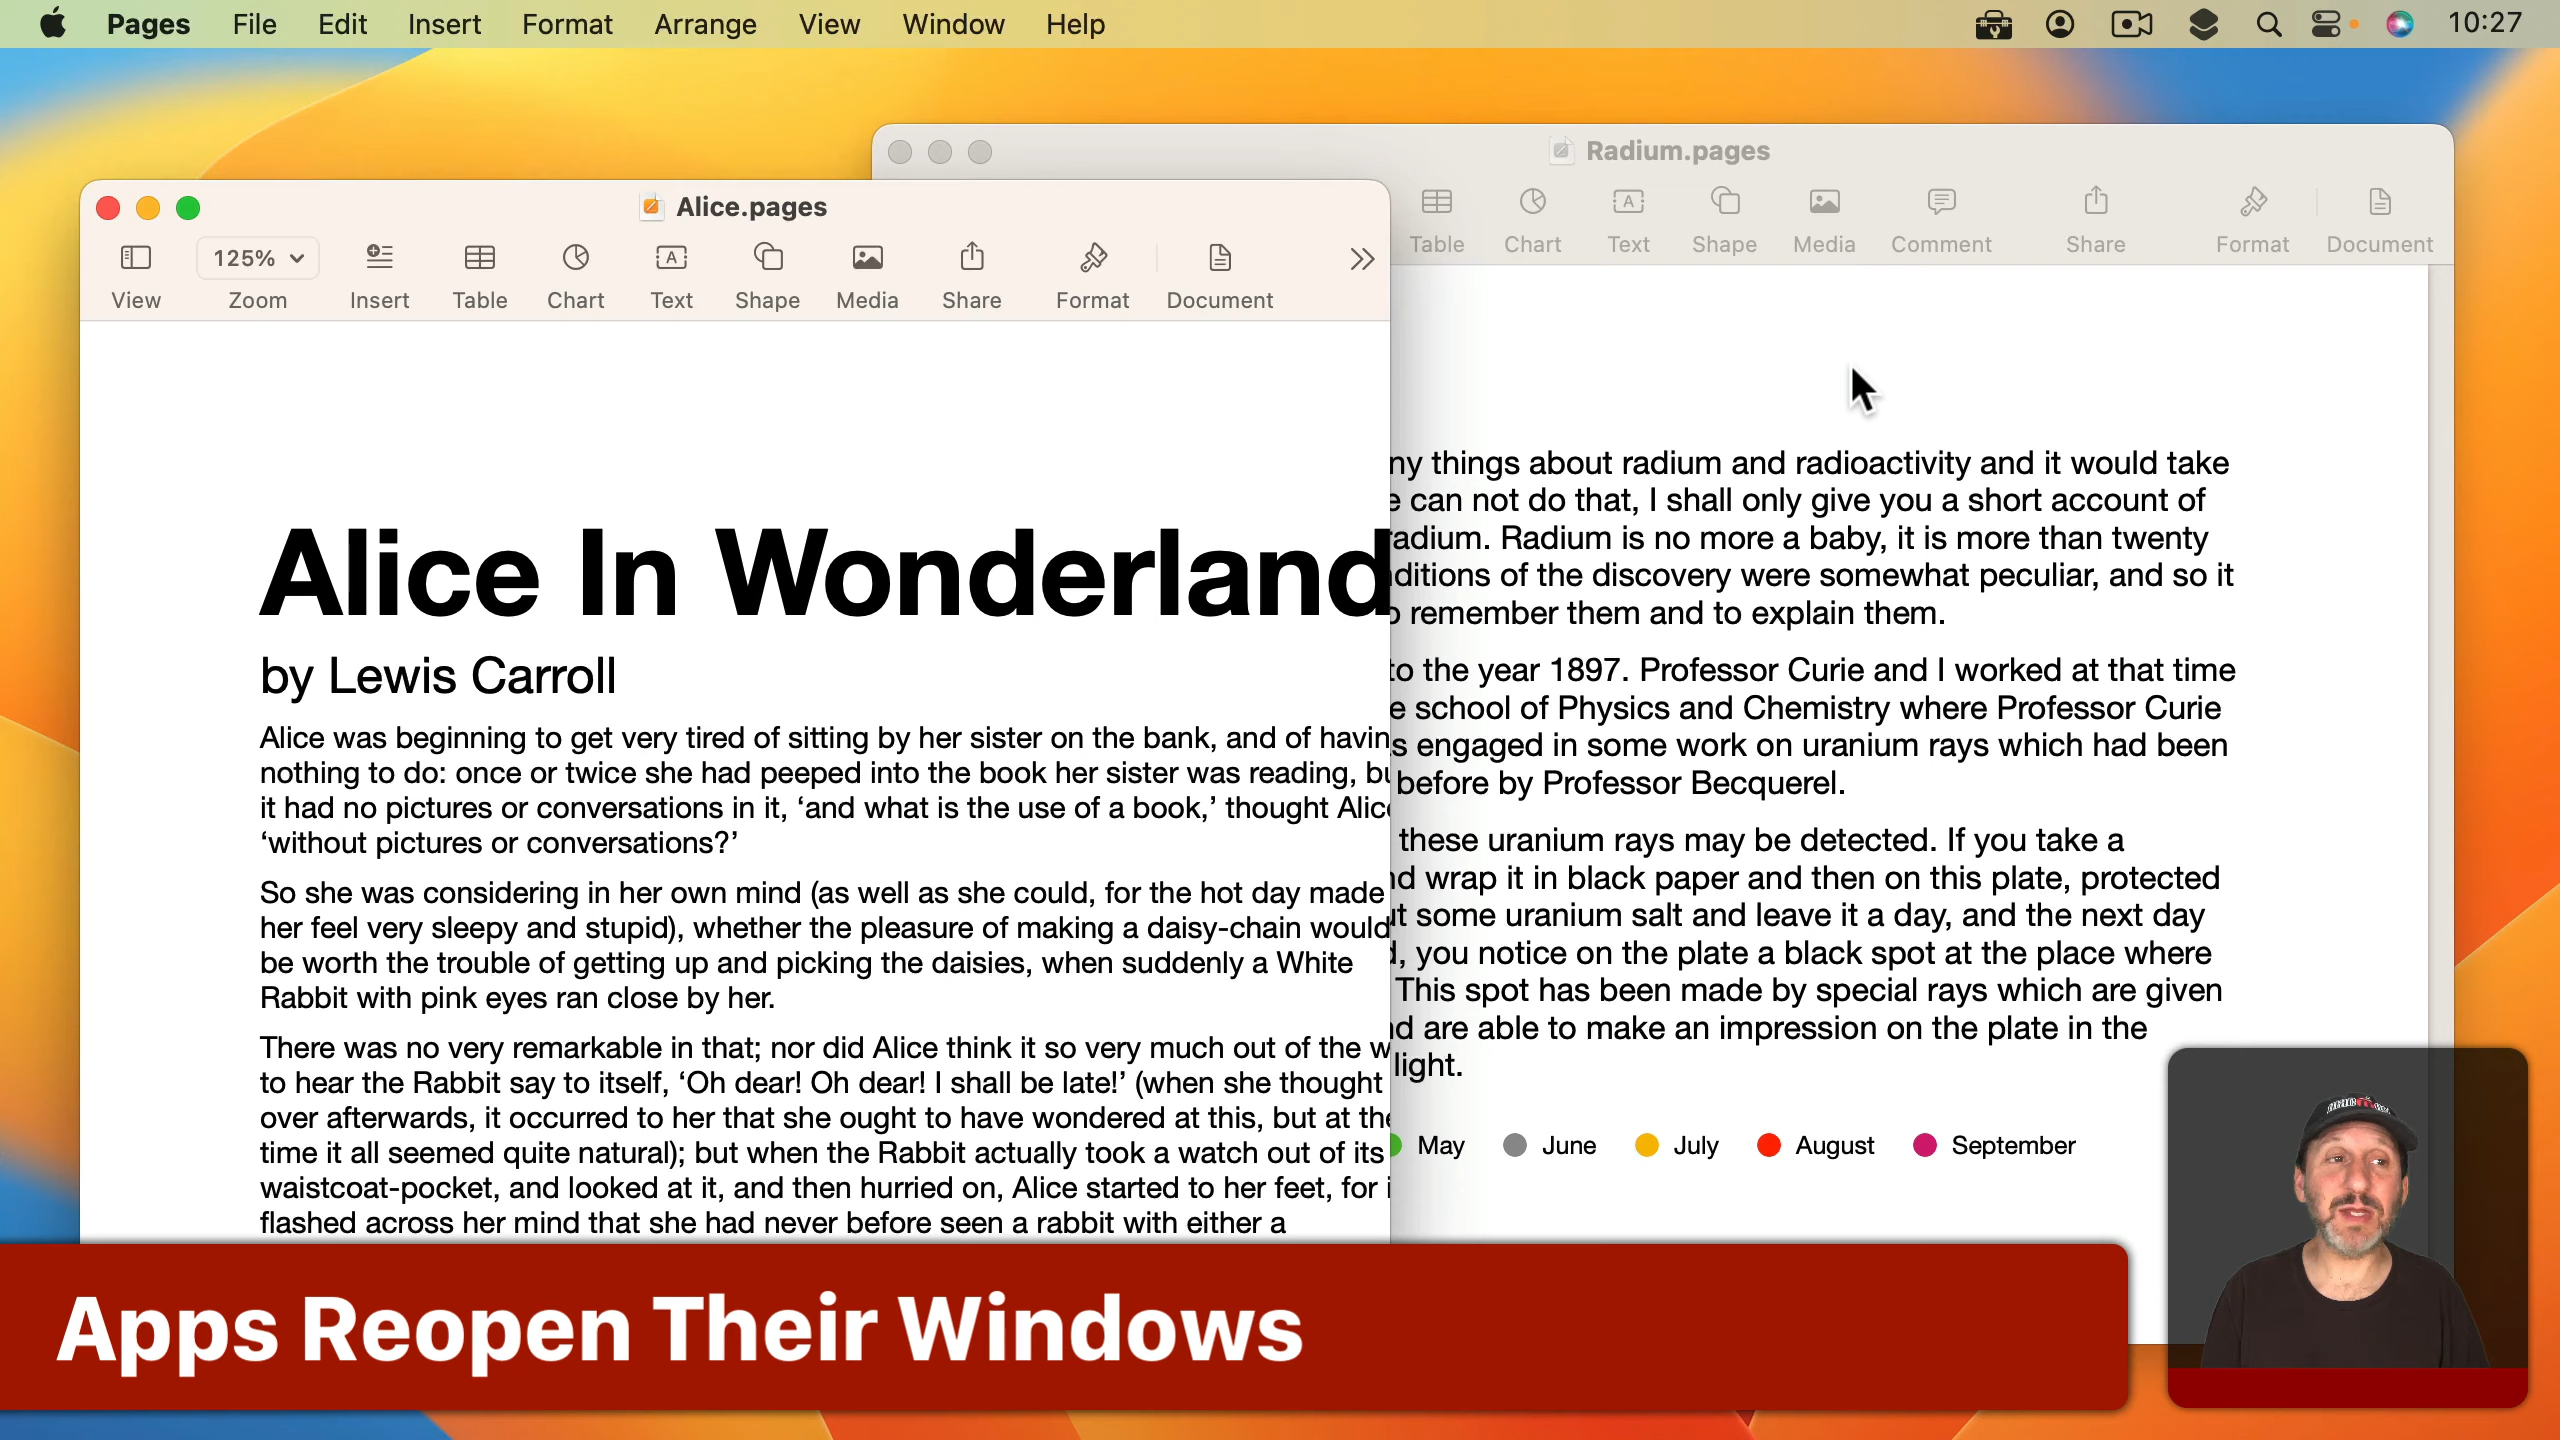 Pages File Edit Insert Format Arrange View Window Help 10:27
Radium.pages
Table Chart Text Shape Media Comment Share Format Document
Alice.pages
125%
View Zoom Insert Table Chart Text Shape Media Share Format Document
Alice In Wonderland
by Lewis Carroll
Alice was beginning to get very tired of sitting by her sister on the bank, and of
nothing to do: once or twice she had peeped into the book her sister was reading,
it had no pictures or conversations in it, ‘and what is the use of a book,’ thought
‘without pictures or conversations?’
So she was considering in her own mind (as well as she could, for the hot day made
her feel very sleepy and stupid), whether the pleasure of making a daisy-chain would
be worth the trouble of getting up and picking the daisies, when suddenly a White
Rabbit with pink eyes ran close by her.
There was no very remarkable in that; nor did Alice think it so very much out of the
to hear the Rabbit say to itself, ‘Oh dear! Oh dear! I shall be late!’ (when she thought
over afterwards, it occurred to her that she ought to have wondered at this, but at
time it all seemed quite natural); but when the Rabbit actually took a watch out of its
waistcoat-pocket, and looked at it, and then hurried on, Alice started to her feet, for
flashed across her mind that she had never before seen a rabbit with either a
things about radium and radioactivity and it would take
can not do that, I shall only give you a short account of
radium. Radium is no more a baby, it is more than twenty
of the discovery were somewhat peculiar, and so it
remember them and to explain them.
to the year 1897. Professor Curie and I worked at that time
school of Physics and Chemistry where Professor Curie
engaged in some work on uranium rays which had been
before by Professor Becquerel.
these uranium rays may be detected. If you take a
wrap it in black paper and then on this plate, protected
some uranium salt and leave it a day, and the next day
you notice on the plate a black spot at the place where
This spot has been made by special rays which are given
are able to make an impression on the plate in the
light.
May June July August September
Apps Reopen Their Windows